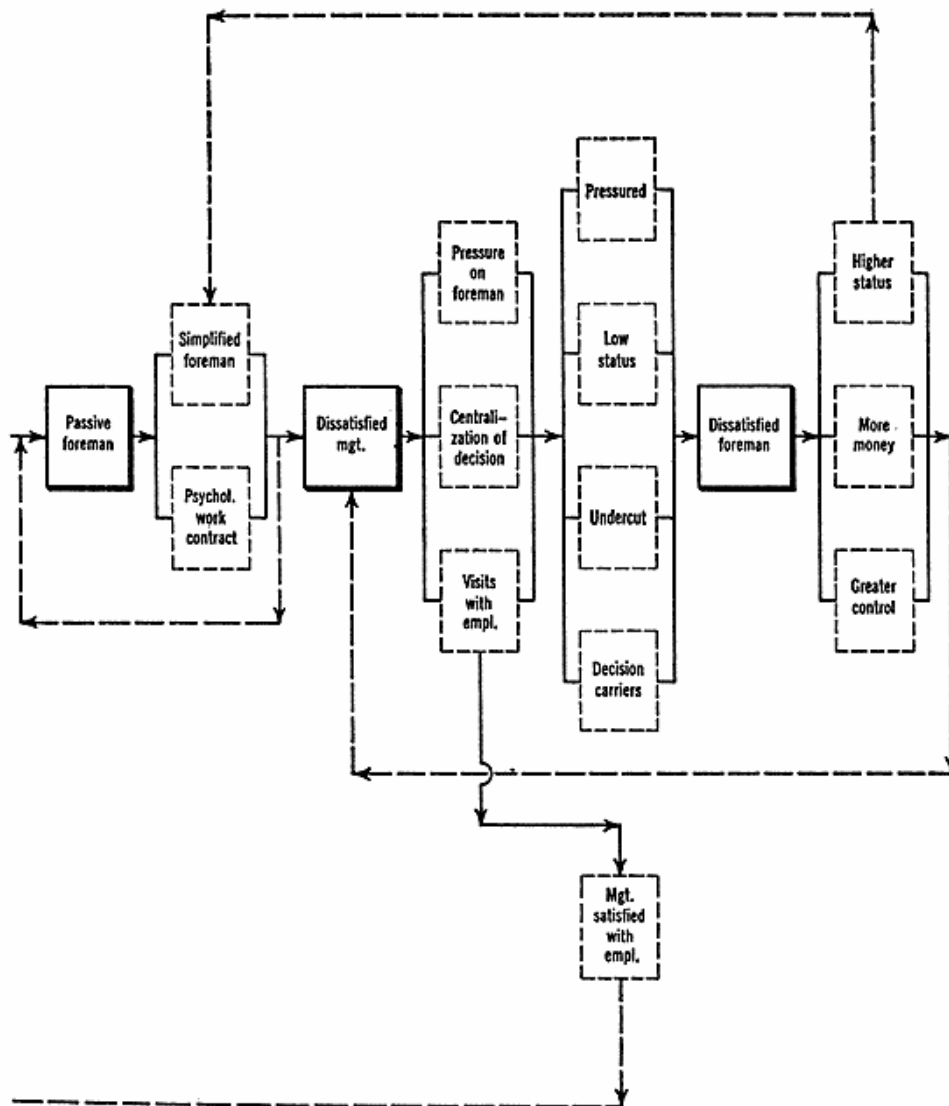 Pressured
Pressure
on
foreman
Higher
status
Simplified
foreman
Low
status
Passive
foreman
Dissatisfied
mgt.
Centrali-
zation of
decision
Dissatisfied
foreman
More
money
Psychol.
work
contract
Undercut
Visits
with
empl.
Greater
control
Decision
carriers
Mgt.
satisfied
with
empl.